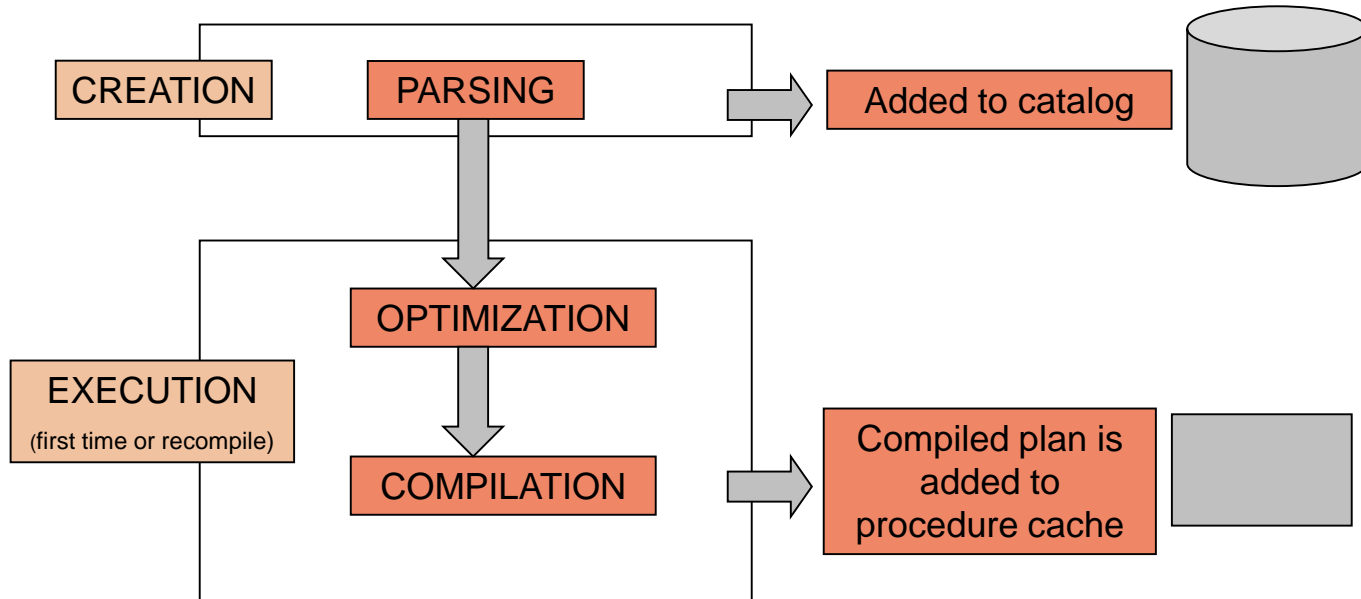 CREATION
PARSING
Added to catalog
OPTIMIZATION
EXECUTION
(first time or recompile)
COMPILATION
Compiled plan is
added to
procedure cache